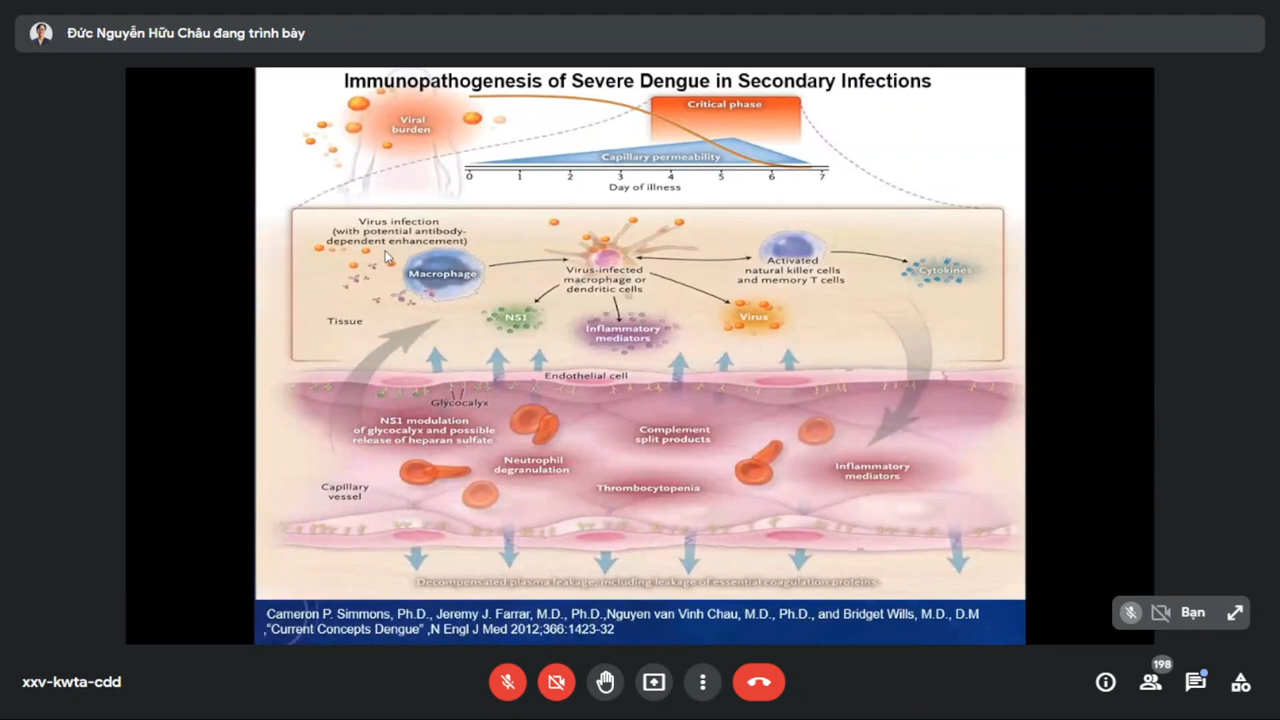 Đức Nguyễn Hữu Châu đang trình bày
Immunopathogenesis of Severe Dengue in Secondary Infections
Viral
burden
Critical phase
Capillary permeability
0 1 2 3 4 5 6 7
Day of illness
Virus infection
(with potential antibody-
dependent enhancement)
Macrophage
Virus-infected
macrophage or
dendritic cells
Activated
natural killer cells
and memory T cells
Cytokines
Tissue
NS1
Inflammatory
mediators
Virus
Endothelial cell
Glycocalyx
NS1 modulation
of glycocalyx and possible
release of heparan sulfate
Complement
split products
Neutrophil
degranulation
Inflammatory
mediators
Capillary
vessel
Thrombocytopenia
Decompensated plasma leakage, including leakage of essential coagulation proteins
Cameron P. Simmons, Ph.D., Jeremy J. Farrar, M.D., Ph.D.,Nguyen van Vinh Chau, M.D., Ph.D., and Bridget Wills, M.D., D.M
,"Current Concepts Dengue" ,N Engl J Med 2012;366:1423-32
Bạn
xxv-kwta-cdd
198